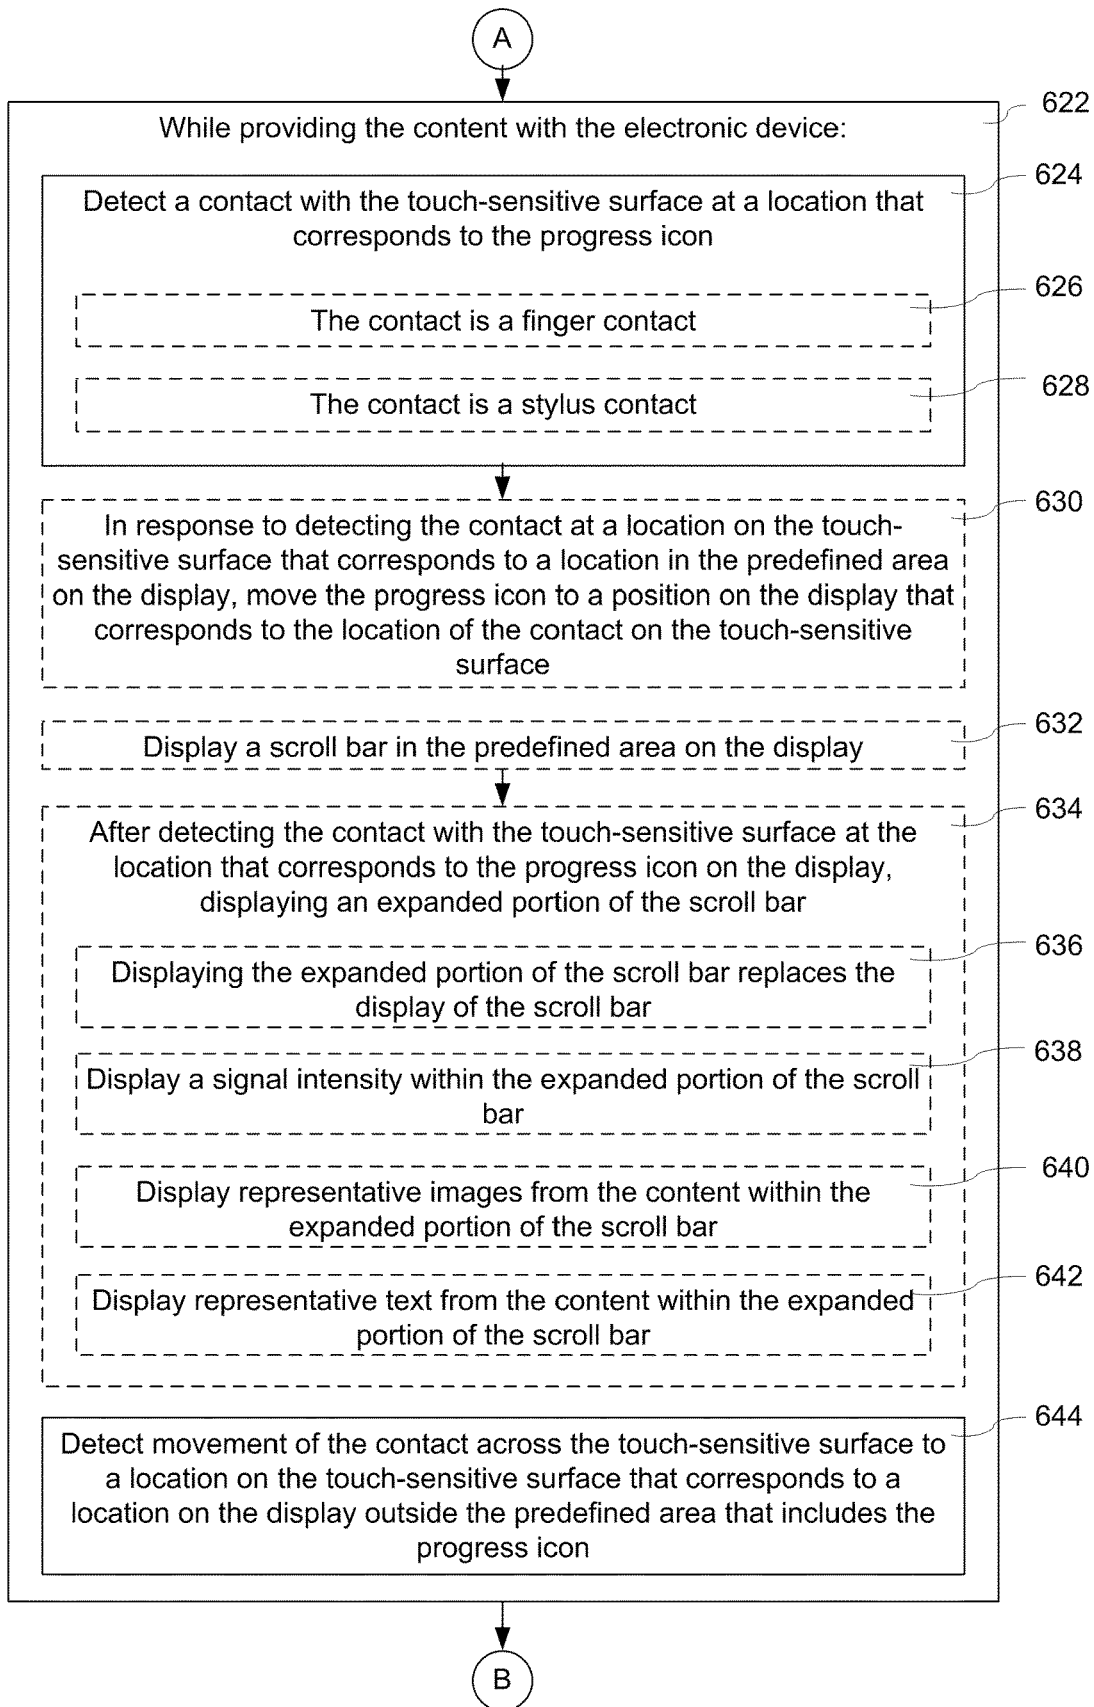 A
622
While providing the content with the electronic device:
624
Detect a contact with the touch-sensitive surface at a location that
corresponds to the progress icon
626
The contact is a finger contact
628
The contact is a stylus contact
630
In response to detecting the contact at a location on the touch-
sensitive surface that corresponds to a location in the predefined area
on the display, move the progress icon to a position on the display that
corresponds to the location of the contact on the touch-sensitive
surface
632
Display a scroll bar in the predefined area on the display
634
After detecting the contact with the touch-sensitive surface at the
location that corresponds to the progress icon on the display,
displaying an expanded portion of the scroll bar
636
Displaying the expanded portion of the scroll bar replaces the
display of the scroll bar
638
Display a signal intensity within the expanded portion of the scroll
bar
640
Display representative images from the content within the
expanded portion of the scroll bar
642
Display representative text from the content within the expanded
portion of the scroll bar
644
Detect movement of the contact across the touch-sensitive surface to
a location on the touch-sensitive surface that corresponds to a
location on the display outside the predefined area that includes the
progress icon
B